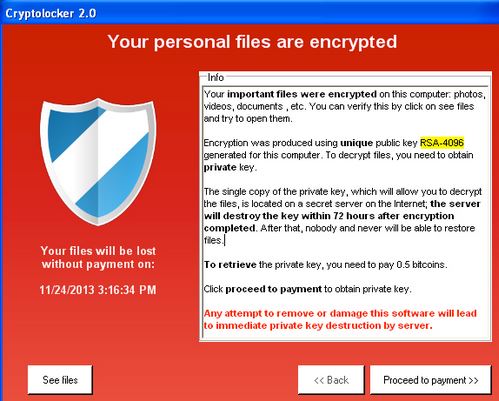 Cryptolocker 2.0
Your personal files are encrypted
Info
Your important files were encrypted on this computer: photos,
videos, documents , etc. You can verify this by click on see files
and try to open them.
Encryption was produced using unique public key RSA-4096
generated for this computer. To decrypt files, you need to obtain
private key.
The single copy of the private key, which will allow you to decrypt
the files, is located on a secret server on the Internet; the server
will destroy the key within 72 hours after encryption
completed. After that, nobody and never will be able to restore
files.
To retrieve the private key, you need to pay 0.5 bitcoins.
Click proceed to payment to obtain private key.
Any attempt to remove or damage this software will lead
to immediate private key destruction by server.
Your files will be lost
without payment on:
11/24/2013 3:16:34 PM
See files
<< Back
Proceed to payment >>